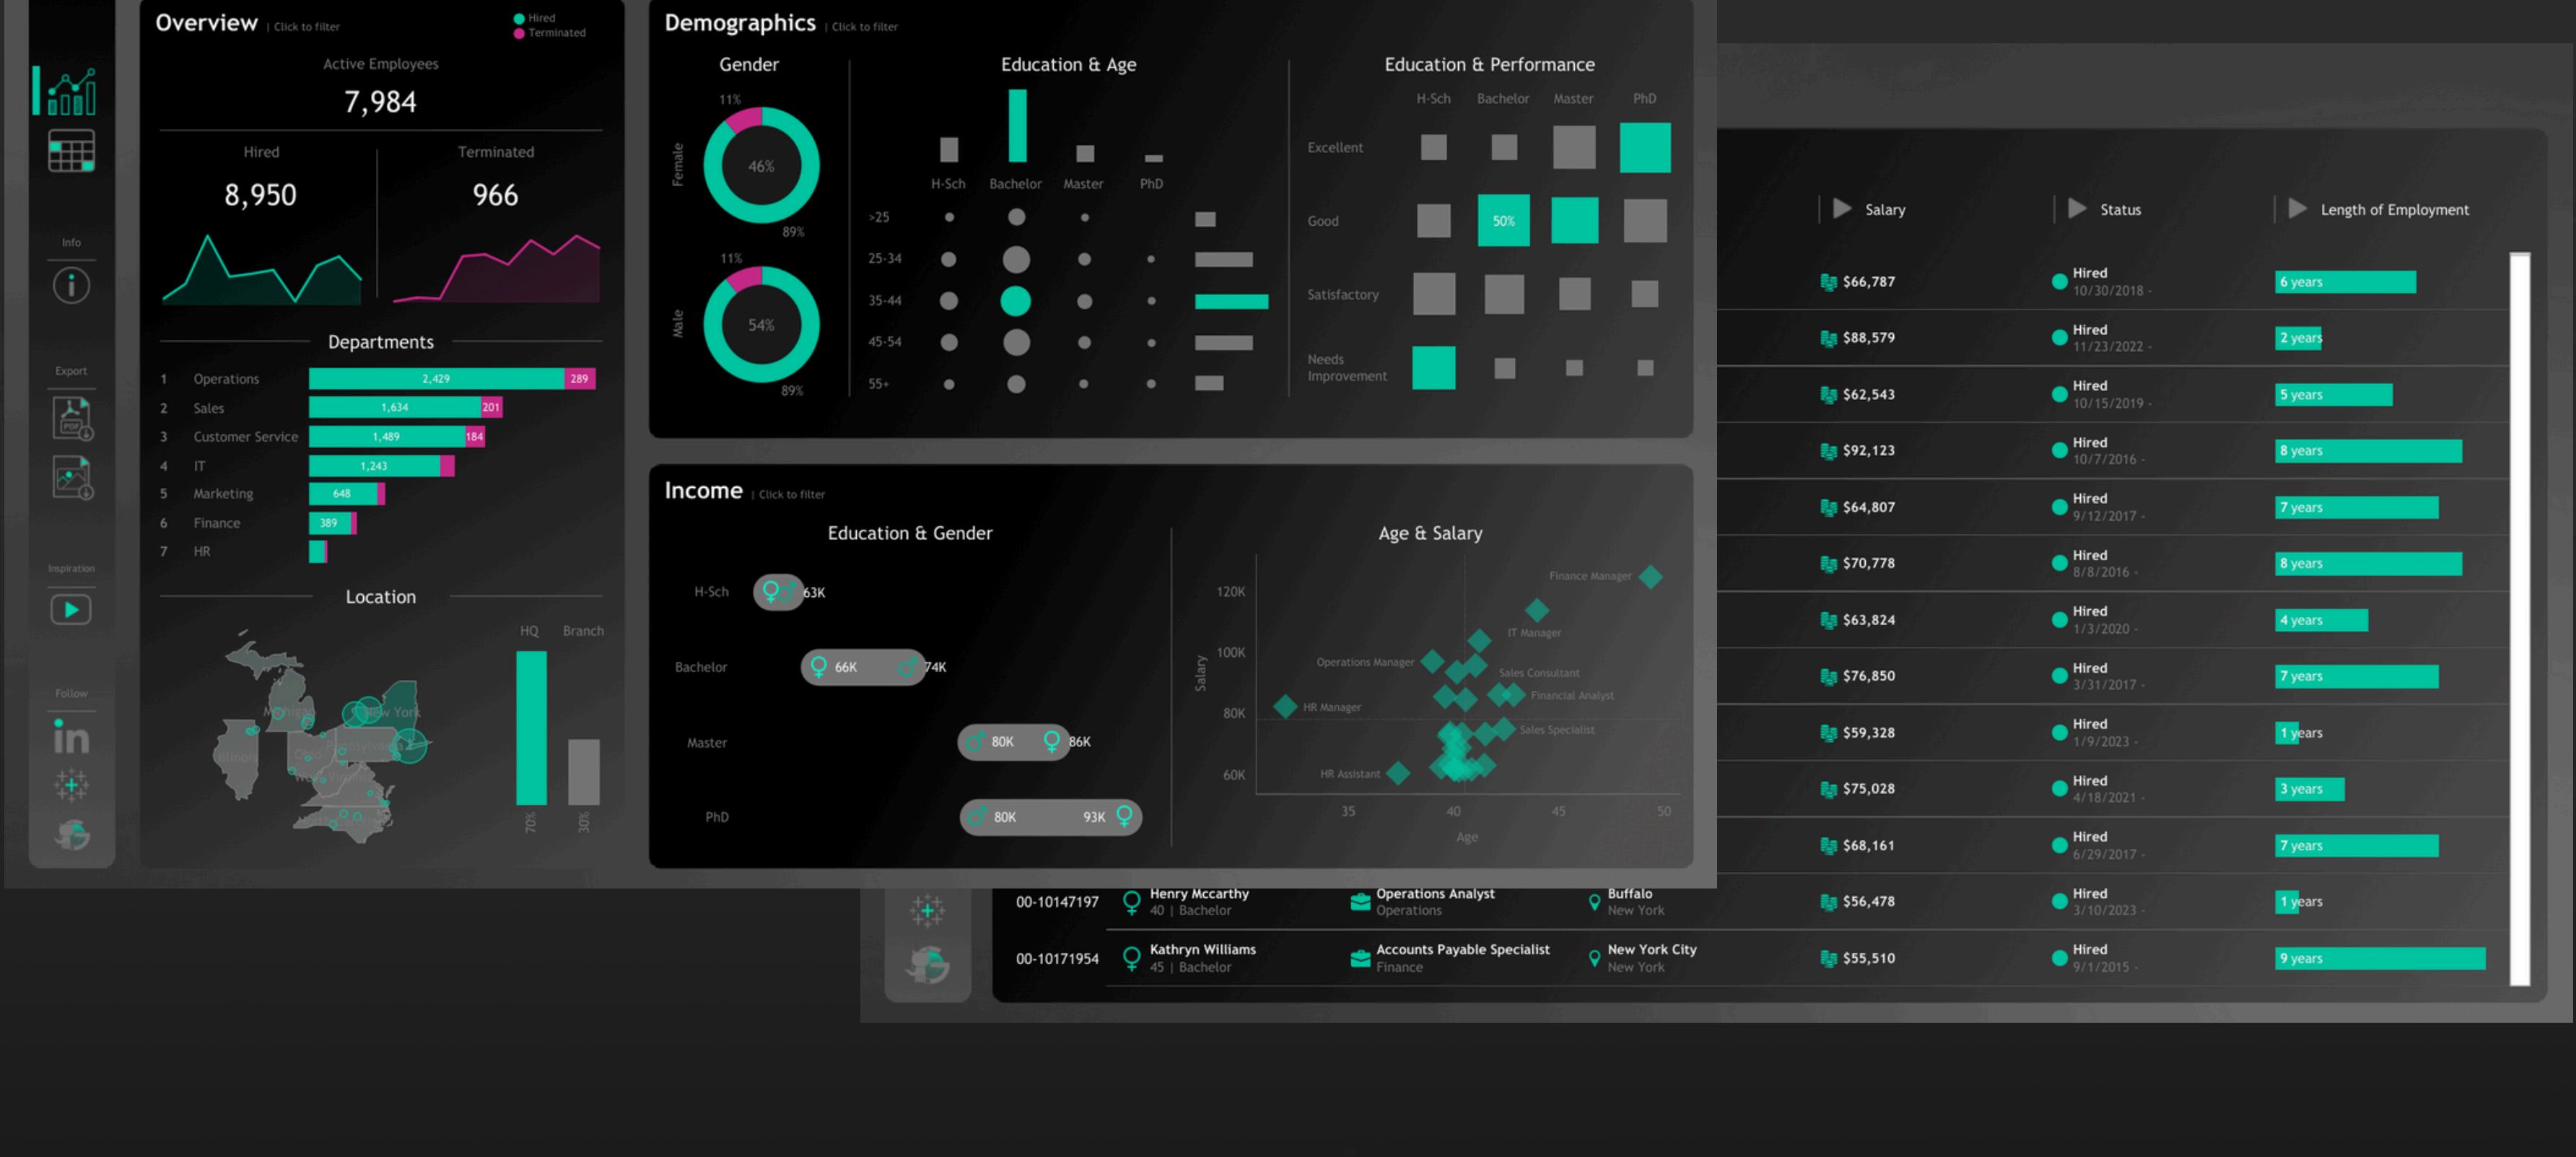 Overview | Click to filter
Hired
Terminated
Active Employees
7,984
Hired
8,950
Terminated
966
Departments
1 Operations 2,429 289
2 Sales 1,634 201
3 Customer Service 1,489 184
4 IT 1,243
5 Marketing 648
6 Finance 389
7 HR
Location
HQ Branch
Michigan
New York
Illinois
Ohio
Pennsylvania
70% 30%
Info
Export
PDF
Inspiration
Follow
in
Demographics | Click to filter
Gender
Female
11%
46%
89%
Male
11%
54%
89%
Education & Age
H-Sch Bachelor Master PhD
>25
25-34
35-44
45-54
55+
Education & Performance
H-Sch Bachelor Master PhD
Excellent
Good 50%
Satisfactory
Needs
Improvement
Income | Click to filter
Education & Gender
H-Sch 63K
Bachelor 66K 74K
Master 80K 86K
PhD 80K 93K
Age & Salary
Salary
120K
100K
80K
60K
Finance Manager
IT Manager
Operations Manager
Sales Consultant
Financial Analyst
HR Manager
Sales Specialist
HR Assistant
35 40 45 50
Age
Salary Status Length of Employment
$66,787 Hired 6 years
10/30/2018 -
$88,579 Hired 2 years
11/23/2022 -
$62,543 Hired 5 years
10/15/2019 -
$92,123 Hired 8 years
10/7/2016 -
$64,807 Hired 7 years
9/12/2017 -
$70,778 Hired 8 years
8/8/2016 -
$63,824 Hired 4 years
1/3/2020 -
$76,850 Hired 7 years
3/31/2017 -
$59,328 Hired 1 years
1/9/2023 -
$75,028 Hired 3 years
4/18/2021 -
$68,161 Hired 7 years
6/29/2017 -
00-10147197 Henry Mccarthy Operations Analyst Buffalo $56,478 Hired 1 years
40 | Bachelor Operations New York 3/10/2023 -
00-10171954 Kathryn Williams Accounts Payable Specialist New York City $55,510 Hired 9 years
45 | Bachelor Finance New York 9/1/2015 -